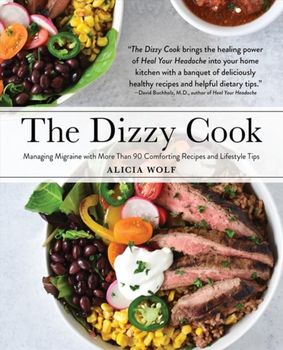 "The Dizzy Cook brings the healing power
of Heal Your Headache into your home
kitchen with a banquet of deliciously
healthy recipes and helpful dietary tips."
—David Buchholz, M.D., author of Heal Your Headache
The Dizzy Cook
Managing Migraine with More Than 90 Comforting Recipes and Lifestyle Tips
ALICIA WOLF